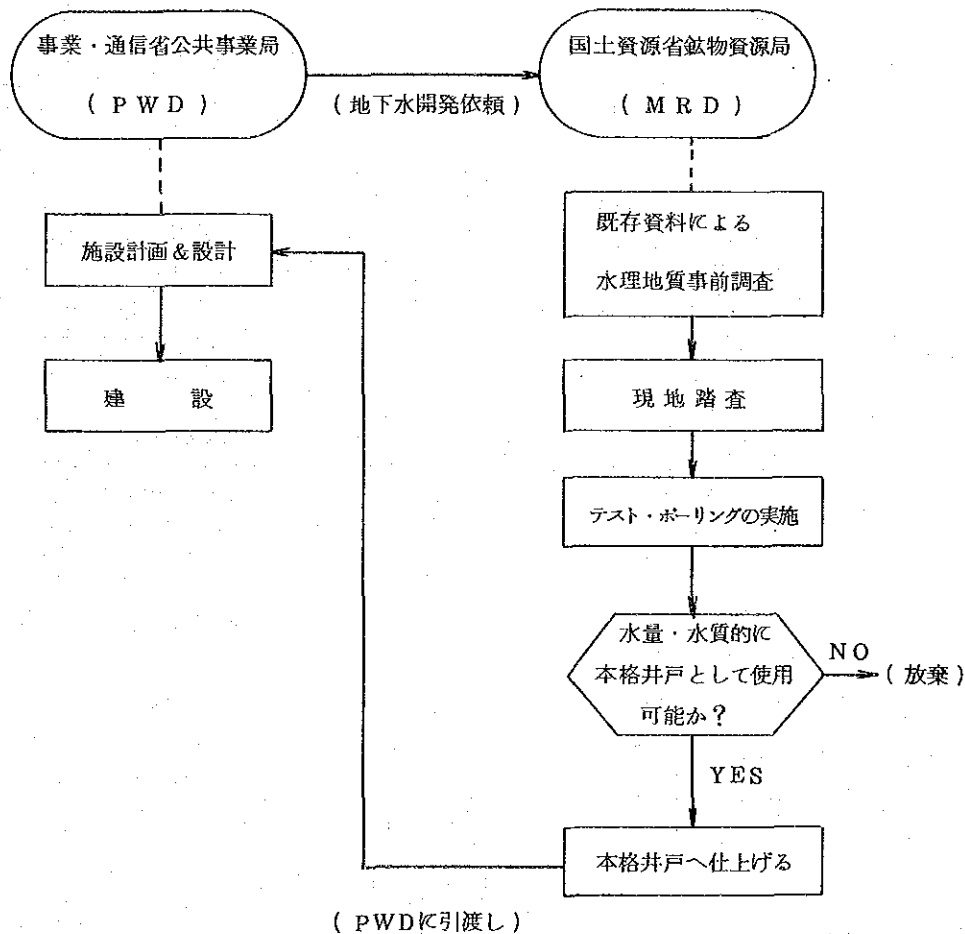 事業・通信省公共事業局
( PWD )
(地下水開発依頼)
国土資源省鉱物資源局
( MRD )
施設計画&設計
建　　設
既存資料による
水理地質事前調査
現地踏査
テスト・ボーリングの実施
水量・水質的に
本格井戸として使用
可能か?
NO
(放棄)
YES
本格井戸へ仕上げる
( PWDに引渡し )